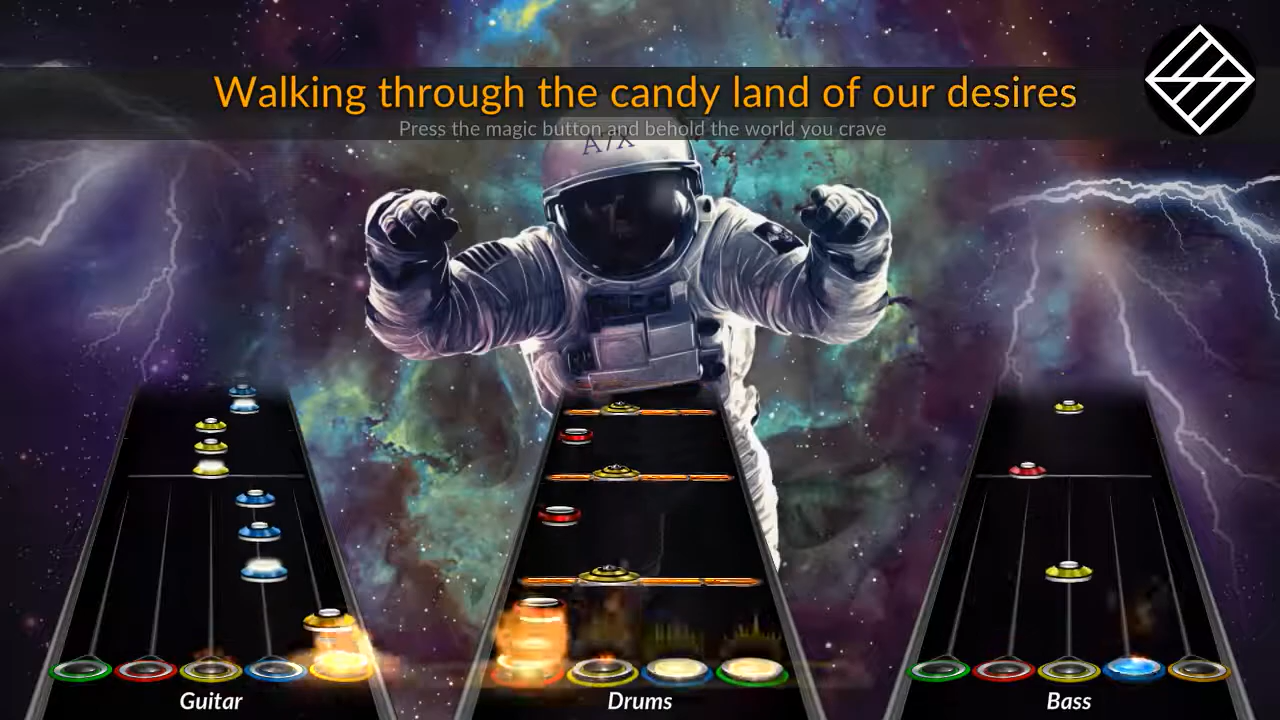 Walking through the candy land of our desires
Press the magic button and behold the world you crave
A7X
Guitar
Drums
Bass